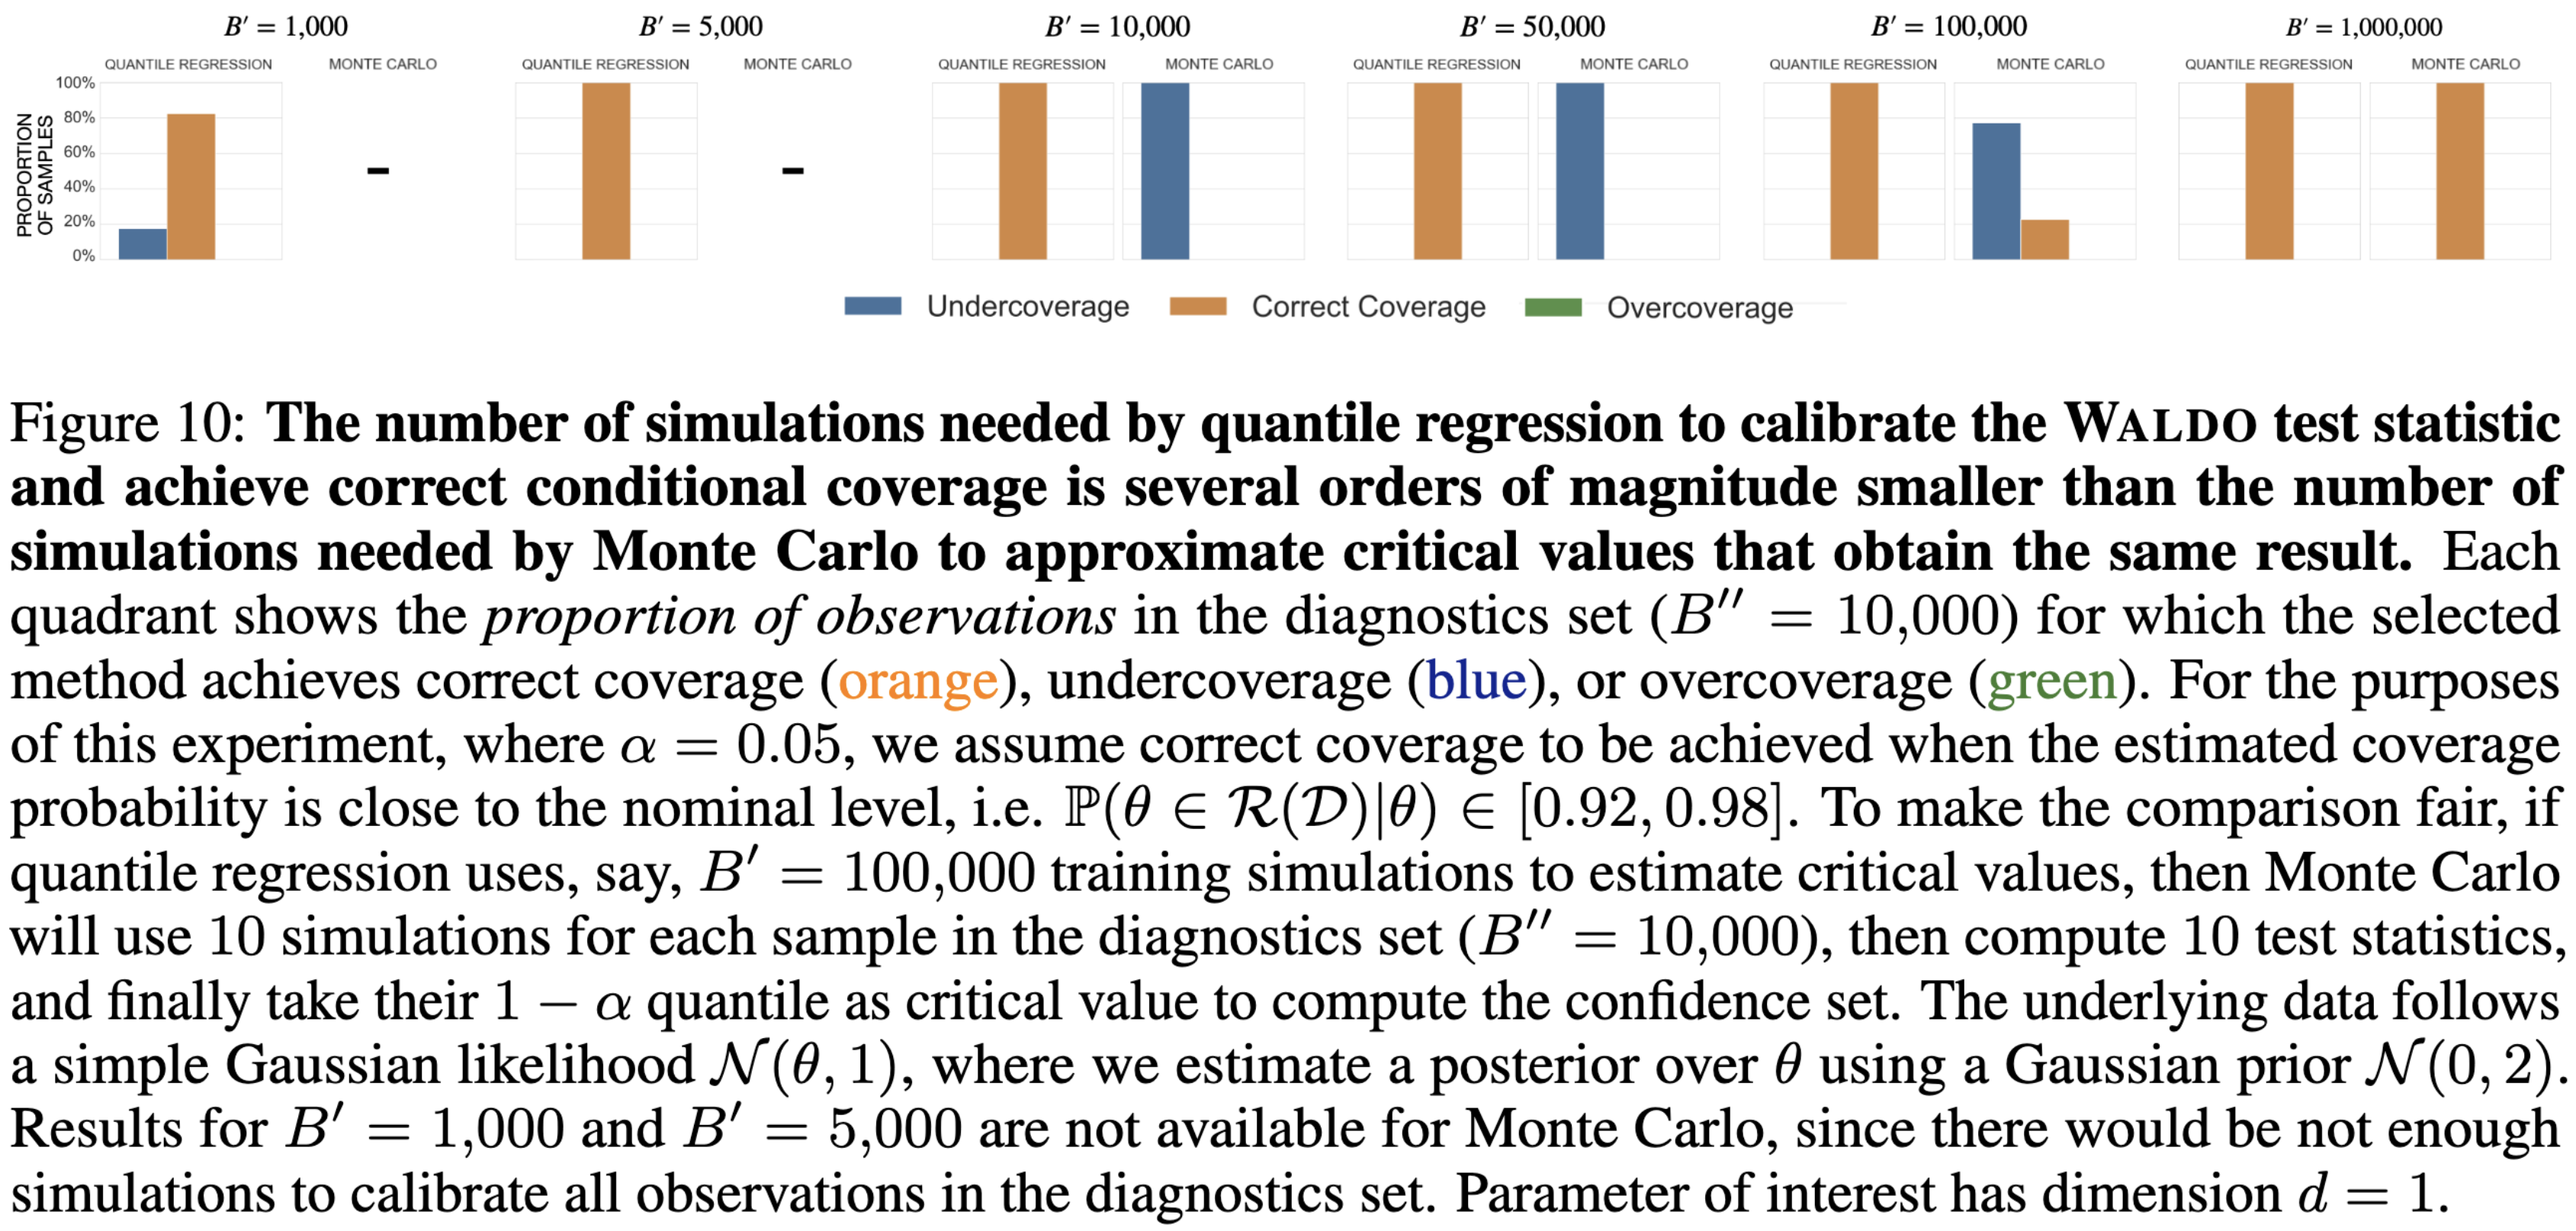 B′ = 1,000 B′ = 5,000 B′ = 10,000 B′ = 50,000 B′ = 100,000 B′ = 1,000,000
QUANTILE REGRESSION MONTE CARLO QUANTILE REGRESSION MONTE CARLO QUANTILE REGRESSION MONTE CARLO QUANTILE REGRESSION MONTE CARLO QUANTILE REGRESSION MONTE CARLO QUANTILE REGRESSION MONTE CARLO
PROPORTION
OF SAMPLES
100%
80%
60%
40%
20%
0%
Undercoverage Correct Coverage Overcoverage
Figure 10: The number of simulations needed by quantile regression to calibrate the WALDO test statistic
and achieve correct conditional coverage is several orders of magnitude smaller than the number of
simulations needed by Monte Carlo to approximate critical values that obtain the same result. Each
quadrant shows the proportion of observations in the diagnostics set (B″ = 10,000) for which the selected
method achieves correct coverage (orange), undercoverage (blue), or overcoverage (green). For the purposes
of this experiment, where α = 0.05, we assume correct coverage to be achieved when the estimated coverage
probability is close to the nominal level, i.e. ℙ(θ ∈ ℛ(𝒟)|θ) ∈ [0.92, 0.98]. To make the comparison fair, if
quantile regression uses, say, B′ = 100,000 training simulations to estimate critical values, then Monte Carlo
will use 10 simulations for each sample in the diagnostics set (B″ = 10,000), then compute 10 test statistics,
and finally take their 1 − α quantile as critical value to compute the confidence set. The underlying data follows
a simple Gaussian likelihood 𝒩(θ, 1), where we estimate a posterior over θ using a Gaussian prior 𝒩(0, 2).
Results for B′ = 1,000 and B′ = 5,000 are not available for Monte Carlo, since there would be not enough
simulations to calibrate all observations in the diagnostics set. Parameter of interest has dimension d = 1.